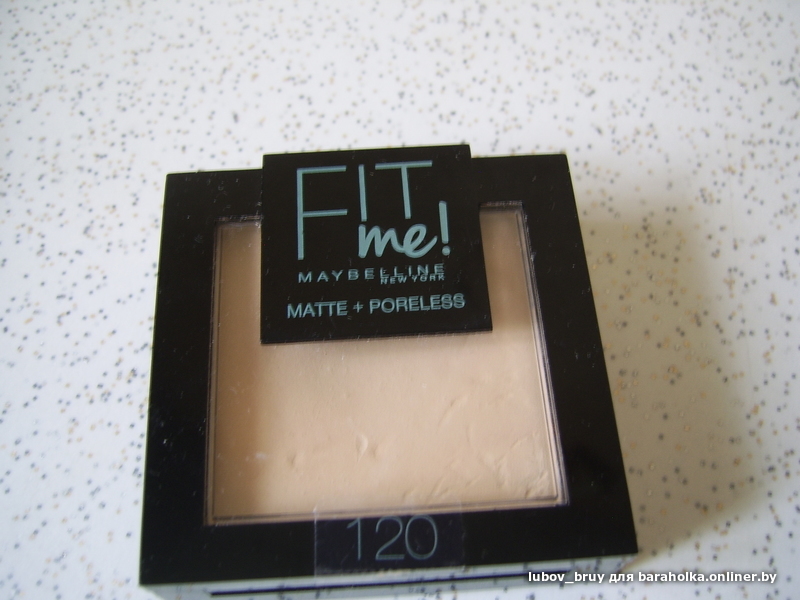 FIT
me!
MAYBELLINE
NEW YORK
MATTE + PORELESS
120
lubov_bruy для baraholka.onliner.by